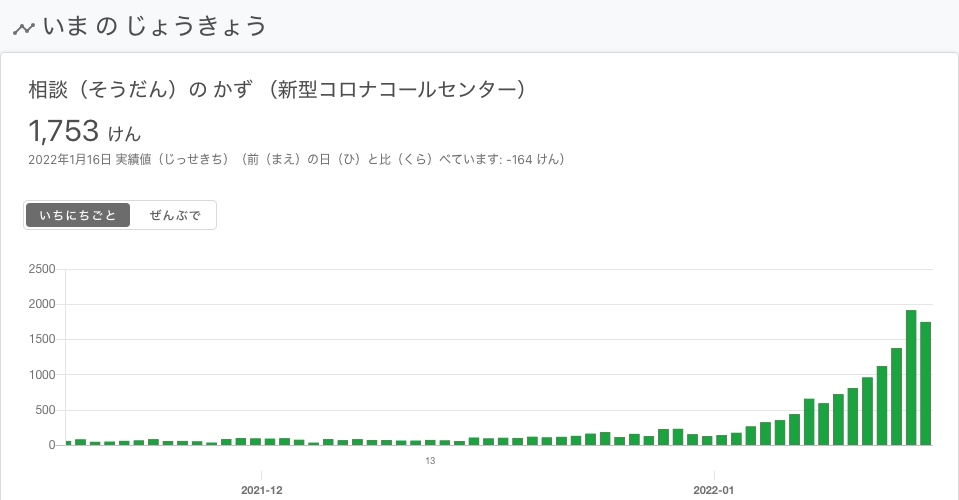 いま の じょうきょう
相談（そうだん）の かず （新型コロナコールセンター）
1,753 けん
2022年1月16日 実績値（じっせきち）（前（まえ）の日（ひ）と比（くら）べています: -164 けん）
いちにちごと ぜんぶで
2500
2000
1500
1000
500
0
13
2021-12 2022-01